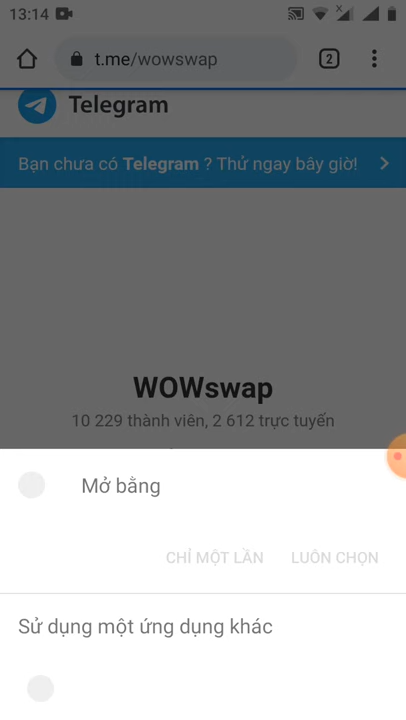 13:14
t.me/wowswap
2
Telegram
Bạn chưa có Telegram ? Thử ngay bây giờ!
WOWswap
10 229 thành viên, 2 612 trực tuyến
Mở bằng
CHỈ MỘT LẦN LUÔN CHỌN
Sử dụng một ứng dụng khác